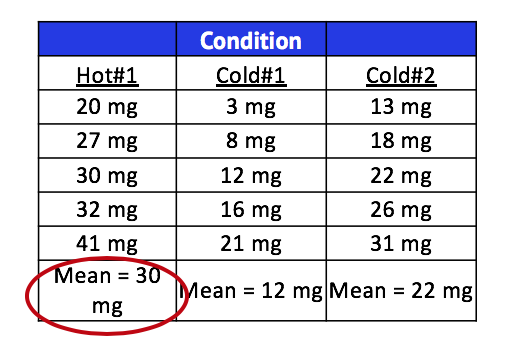 Condition
Hot#1 Cold#1 Cold#2
20 mg 3 mg 13 mg
27 mg 8 mg 18 mg
30 mg 12 mg 22 mg
32 mg 16 mg 26 mg
41 mg 21 mg 31 mg
Mean = 30
mg
Mean = 12 mg Mean = 22 mg